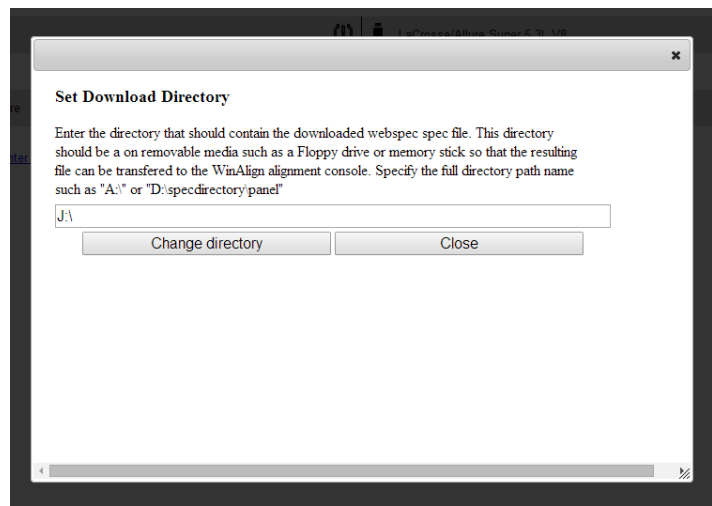 LaCrosse/Allure Super 5.3L V8
re
nter
Set Download Directory
Enter the directory that should contain the downloaded webspec spec file. This directory
should be a on removable media such as a Floppy drive or memory stick so that the resulting
file can be transfered to the WinAlign alignment console. Specify the full directory path name
such as "A:\" or "D:\specdirectory\panel"
J:\
Change directory
Close